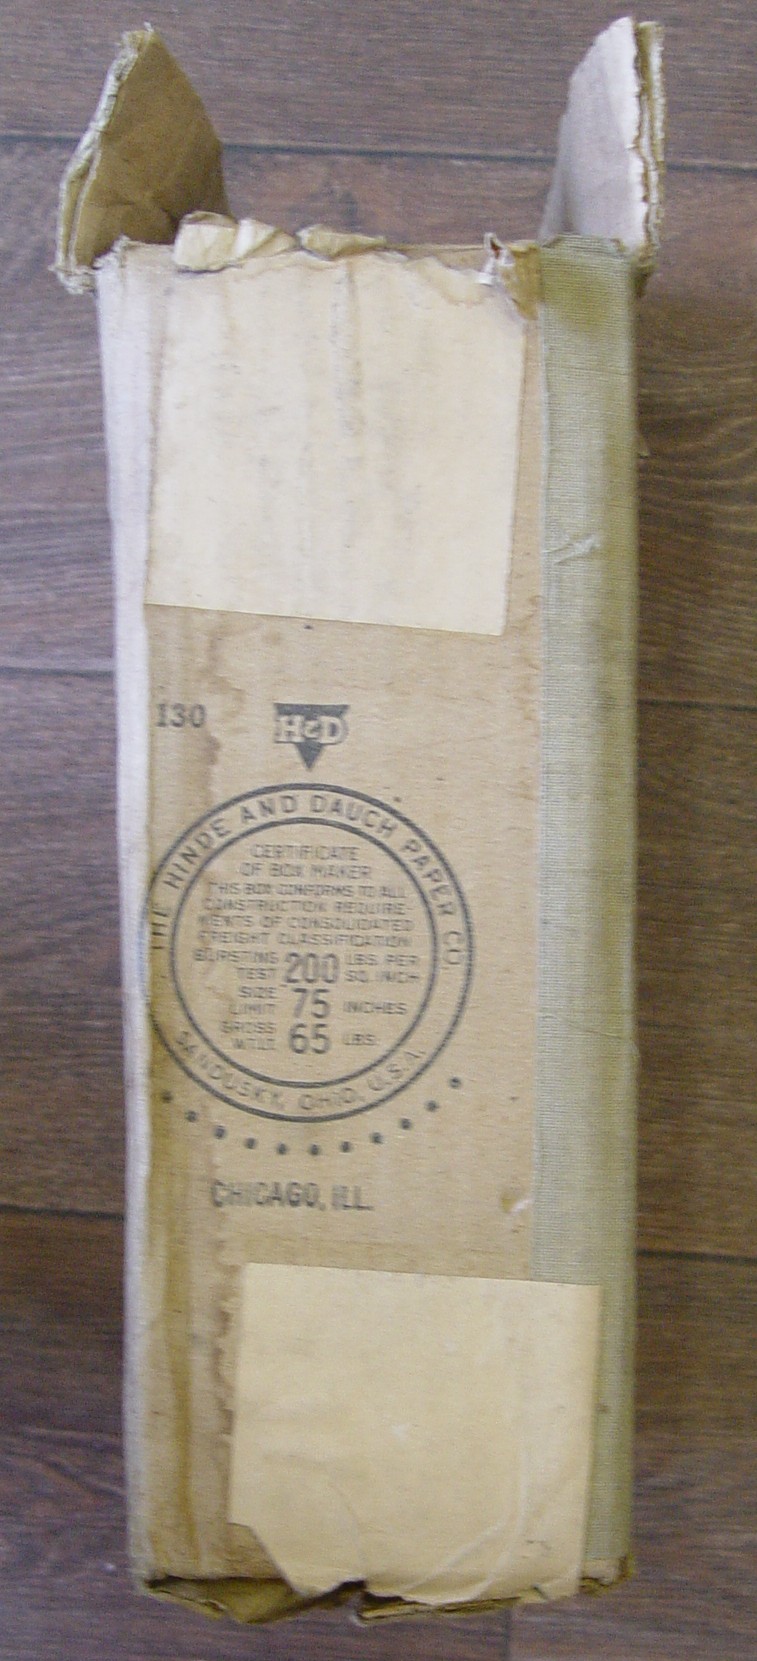 130
H&D
THE HINDE AND DAUCH PAPER CO.
CERTIFICATE
OF BOX MAKER
THIS BOX CONFORMS TO ALL
CONSTRUCTION REQUIRE-
MENTS OF CONSOLIDATED
FREIGHT CLASSIFICATION
BURSTING TEST 200 LBS. PER SQ. INCH
SIZE LIMIT 75 INCHES
GROSS WT. LT. 65 LBS.
SANDUSKY, OHIO, U.S.A.
CHICAGO, ILL.